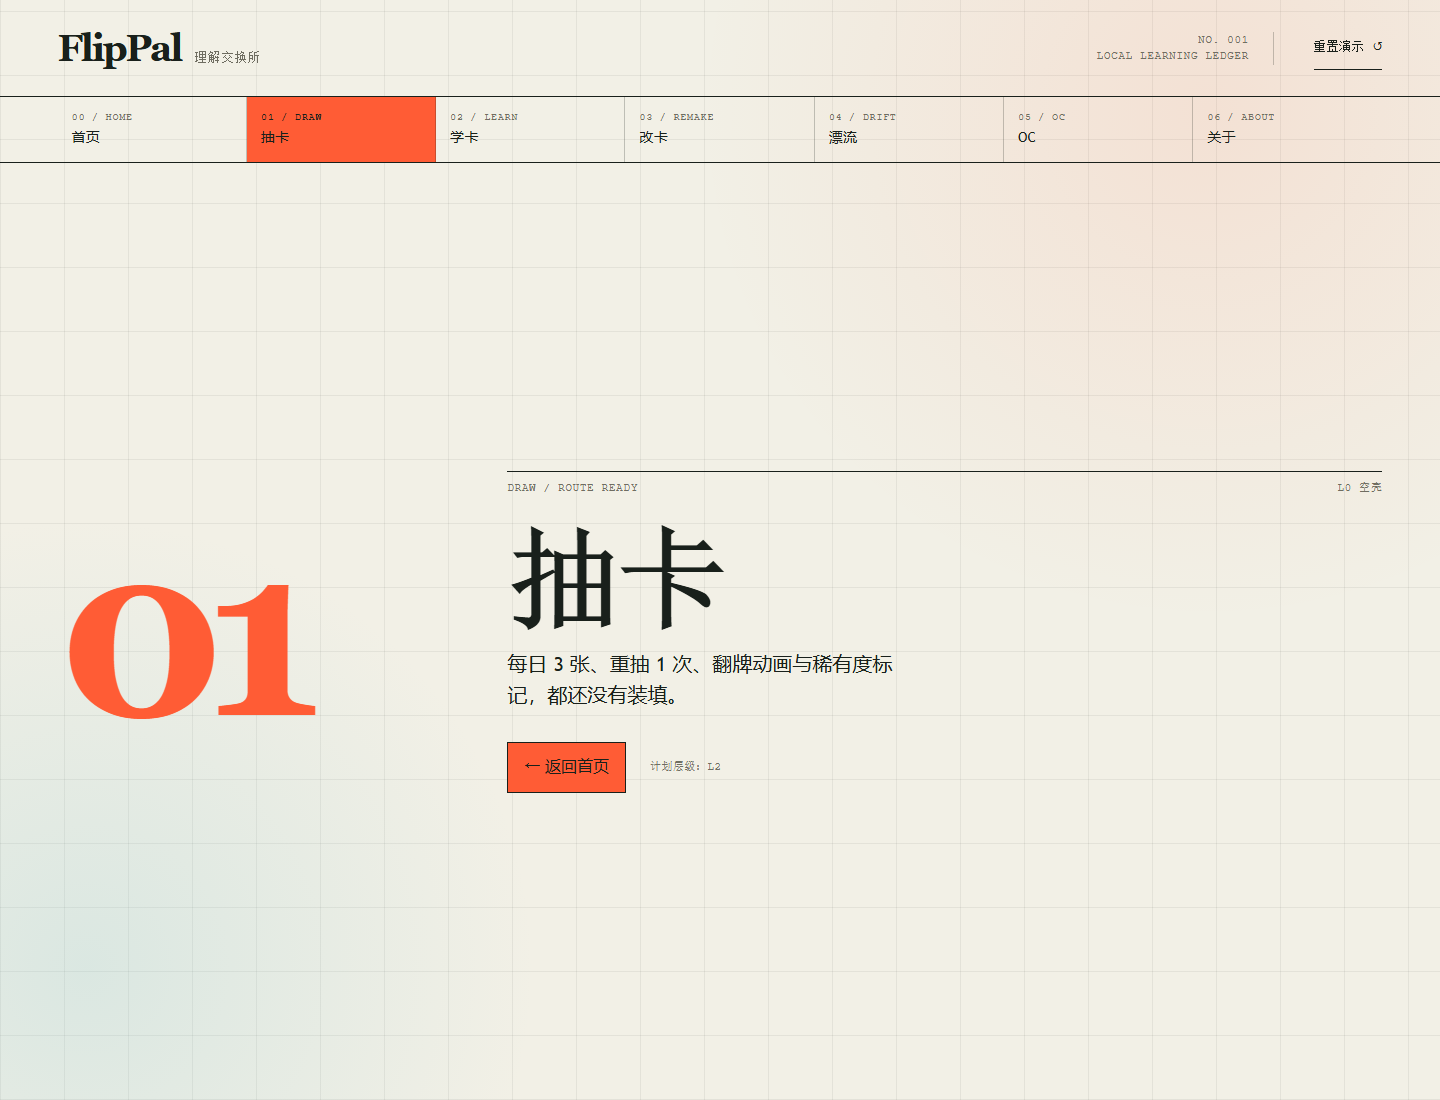 FlipPal 理解交换所
NO. 001
LOCAL LEARNING LEDGER
重置演示 ↺
00 / HOME
首页
01 / DRAW
抽卡
02 / LEARN
学卡
03 / REMAKE
改卡
04 / DRIFT
漂流
05 / OC
OC
06 / ABOUT
关于
01
DRAW / ROUTE READY
L0 空壳
抽卡
每日 3 张、重抽 1 次、翻牌动画与稀有度标
记，都还没有装填。
← 返回首页
计划层级: L2